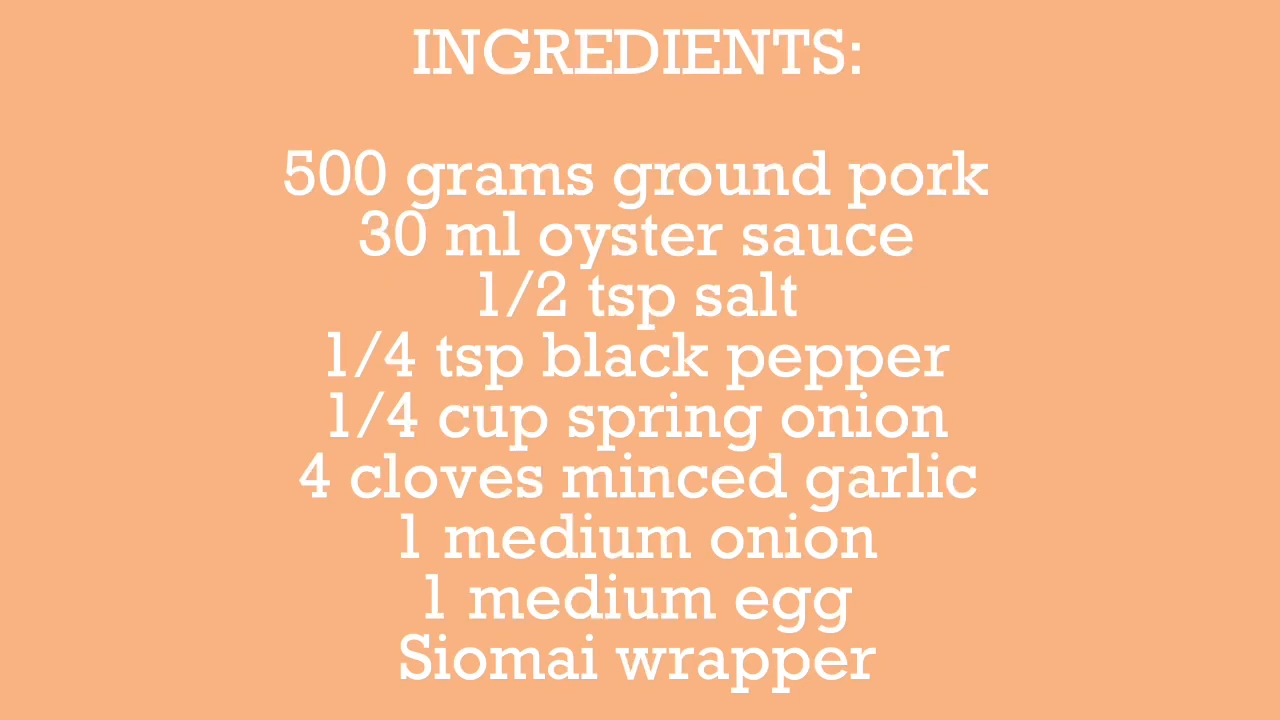 INGREDIENTS:
500 grams ground pork
30 ml oyster sauce
1/2 tsp salt
1/4 tsp black pepper
1/4 cup spring onion
4 cloves minced garlic
1 medium onion
1 medium egg
Siomai wrapper